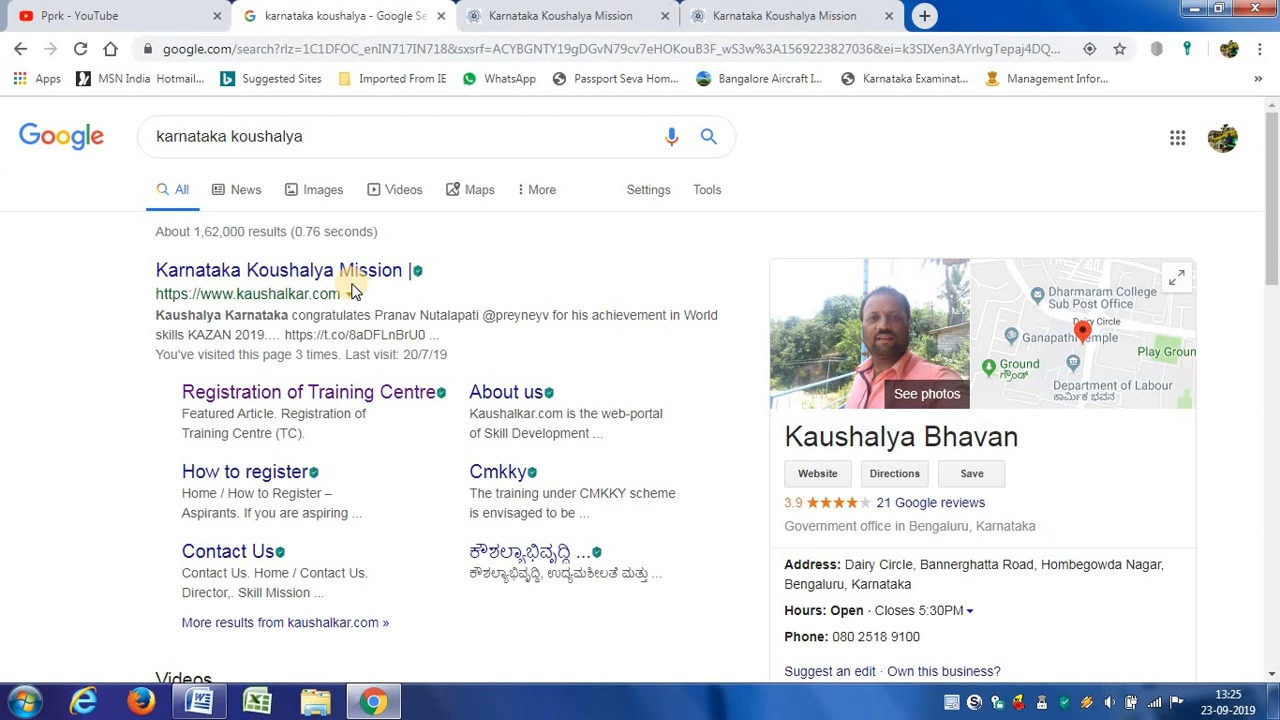 Pprk - YouTube
karnataka koushalya - Google Se
Karnataka Koushalya Mission
Karnataka Koushalya Mission
google.com/search?rlz=1C1DFOC_enIN717IN718&sxsrf=ACYBGNTY19gDGvN79cv7eHOKouB3F_wS3w%3A1569223827036&ei=k3SIXen3AYrlvgTepaj4DQ...
Apps
MSN India Hotmail...
Suggested Sites
Imported From IE
WhatsApp
Passport Seva Hom...
Bangalore Aircraft I...
Karnataka Examinat...
Management Infor...
»
Google
karnataka koushalya
All
News
Images
Videos
Maps
More
Settings
Tools
About 1,62,000 results (0.76 seconds)
Karnataka Koushalya Mission |
https://www.kaushalkar.com
Kaushalya Karnataka congratulates Pranav Nutalapati @preyneyv for his achievement in World
skills KAZAN 2019.... https://t.co/8aDFLnBrU0 ...
You've visited this page 3 times. Last visit: 20/7/19
Registration of Training Centre
Featured Article. Registration of
Training Centre (TC).
About us
Kaushalkar.com is the web-portal
of Skill Development ...
How to register
Home / How to Register –
Aspirants. If you are aspiring ...
Cmkky
The training under CMKKY scheme
is envisaged to be ...
Contact Us
Contact Us. Home / Contact Us.
Director,. Skill Mission ...
ಕೌಶಲ್ಯಾಭಿವೃದ್ಧಿ ...
ಕೌಶಲ್ಯಾಭಿವೃದ್ಧಿ, ಉದ್ಯಮಶೀಲತೆ ಮತ್ತು ...
More results from kaushalkar.com »
Videos
See photos
Dharmaram College
Sub Post Office
Dairy Circle
Ganapathi Temple
Play Groun
Ground
ಗ್ರೌಂಡ್
Department of Labour
ಕಾರ್ಮಿಕ ಭವನ
Kaushalya Bhavan
Website
Directions
Save
3.9
21 Google reviews
Government office in Bengaluru, Karnataka
Address: Dairy Circle, Bannerghatta Road, Hombegowda Nagar,
Bengaluru, Karnataka
Hours: Open · Closes 5:30PM
Phone: 080 2518 9100
Suggest an edit · Own this business?
13:25
23-09-2019